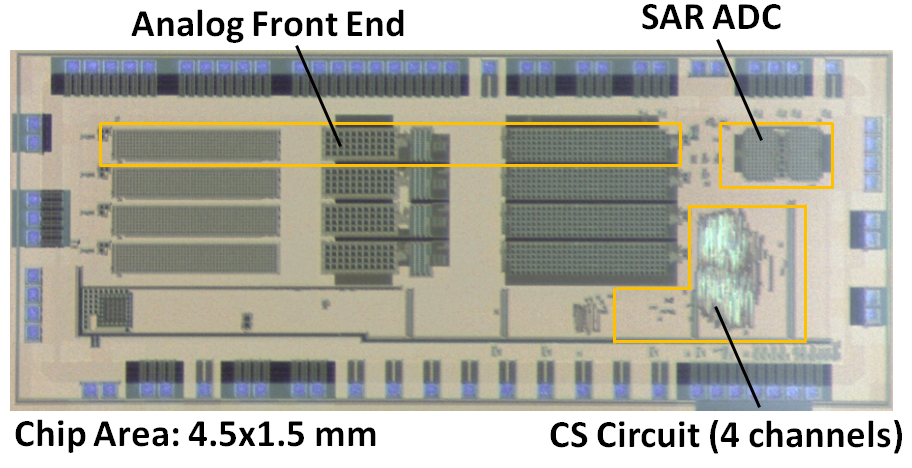 Analog Front End
SAR ADC
Chip Area: 4.5x1.5 mm
CS Circuit (4 channels)